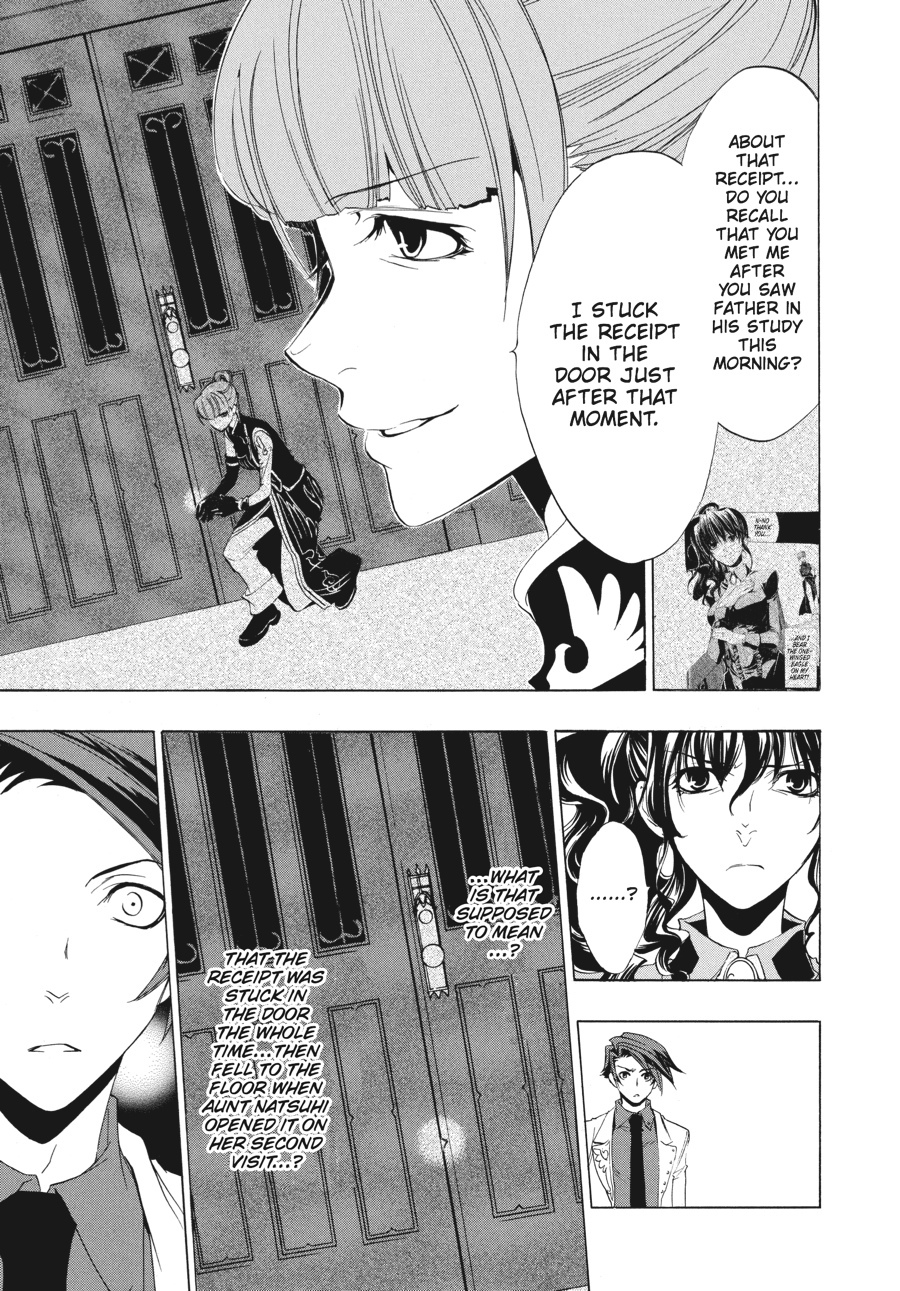 ABOUT
THAT
RECEIPT...
DO YOU
RECALL
THAT YOU
MET ME
AFTER
YOU SAW
FATHER IN
HIS STUDY
THIS
MORNING?
I STUCK
THE RECEIPT
IN THE
DOOR JUST
AFTER THAT
MOMENT.
N-NO
THANK
YOU...
...AND I
BEAR
THE ONE-
WINGED
EAGLE
ON MY
HEART!
......?
...WHAT
IS THAT
SUPPOSED
TO MEAN
...?
THAT THE
RECEIPT WAS
STUCK IN
THE DOOR
THE WHOLE
TIME...THEN
FELL TO THE
FLOOR WHEN
AUNT NATSUHI
OPENED IT ON
HER SECOND
VISIT...?